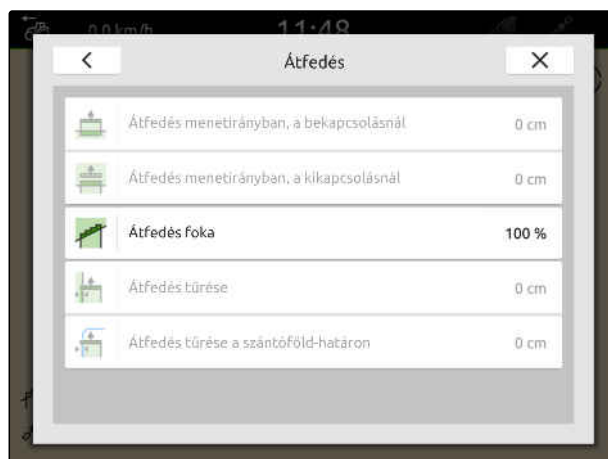 0.0 km/h
11:48
Átfedés
Átfedés menetirányban, a bekapcsolásnál
0 cm
Átfedés menetirányban, a kikapcsolásnál
0 cm
Átfedés foka
100 %
Átfedés tűrése
0 cm
Átfedés tűrése a szántóföld-határon
0 cm